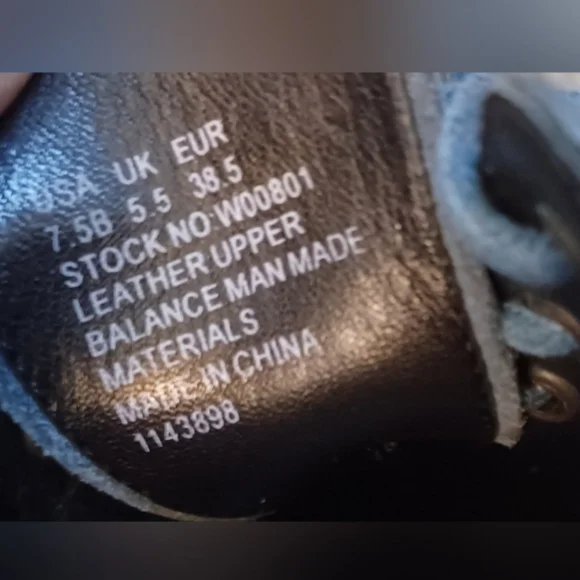 USA UK EUR
7.5B 5.5 38.5
STOCK NO:W00801
LEATHER UPPER
BALANCE MAN MADE
MATERIALS
MADE IN CHINA
1143898